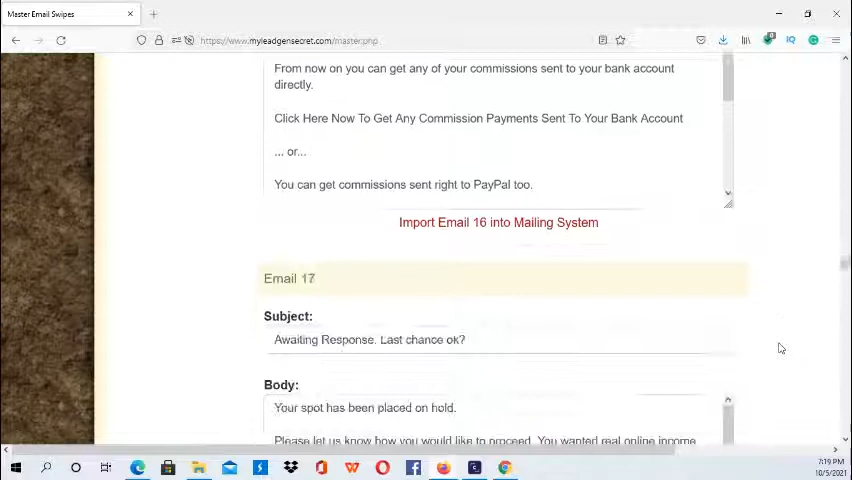 Master Email Swipes
https://www.myleadgensecret.com/master.php
From now on you can get any of your commissions sent to your bank account
directly.
Click Here Now To Get Any Commission Payments Sent To Your Bank Account
... or...
You can get commissions sent right to PayPal too.
Import Email 16 into Mailing System
Email 17
Subject:
Awaiting Response. Last chance ok?
Body:
Your spot has been placed on hold.
Please let us know how you would like to proceed. You wanted real online income
7:19 PM
10/5/2021